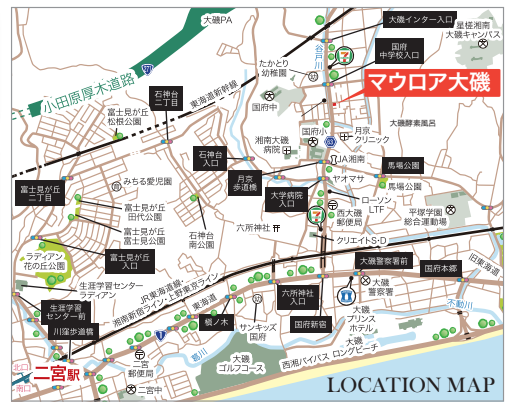 大磯PA
大磯インター入口
星槎湘南
大磯キャンパス
谷戸川
国府
中学校入口
たかとり
幼稚園
小田原厚木道路
271
東海道新幹線
石神台
二丁目
国府中
マウロア大磯
富士見が丘
松根公園
大磯酵素風呂
国府小
月京
クリニック
湘南大磯
病院
63
石神台
入口
JA湘南
馬場公園
みちる愛児園
月京
歩道橋
ヤオマサ
富士見が丘
二丁目
大学病院
入口
ローソン
LTF
馬場公園
富士見が丘
田代公園
西大磯
郵便局
平塚学園
総合運動場
富士見が丘
富士見公園
石神台
南公園
六所神社
クリエイトS・D
ラディアン
花の丘公園
富士見が丘
入口
大磯警察署前
旧東海道
国府本郷
生涯学習センター
ラディアン
JR東海道線・
湘南新宿ライン・上野東京ライン
大磯
警察署
生涯学習
センター前
東海道
六所神社
入口
不動川
川窪歩道橋
槇ノ木
サンキッズ
国府
国府新宿
大磯
プリンス
ホテル
1
北口
二宮駅
南口
二宮
郵便局
葛川
大磯
ゴルフコース
西湘バイパス
大磯
ロングビーチ
二宮中
LOCATION MAP